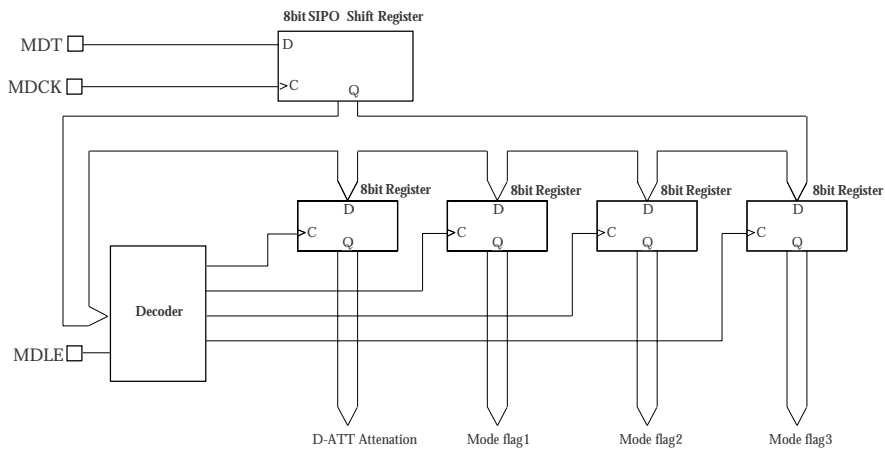 8bit SIPO Shift Register
MDT
D
MDCK
C
Q
8bit Register
8bit Register
8bit Register
8bit Register
D
D
D
D
C
C
C
C
Q
Q
Q
Q
Decoder
MDLE
D-ATT Attenation
Mode flag1
Mode flag2
Mode flag3